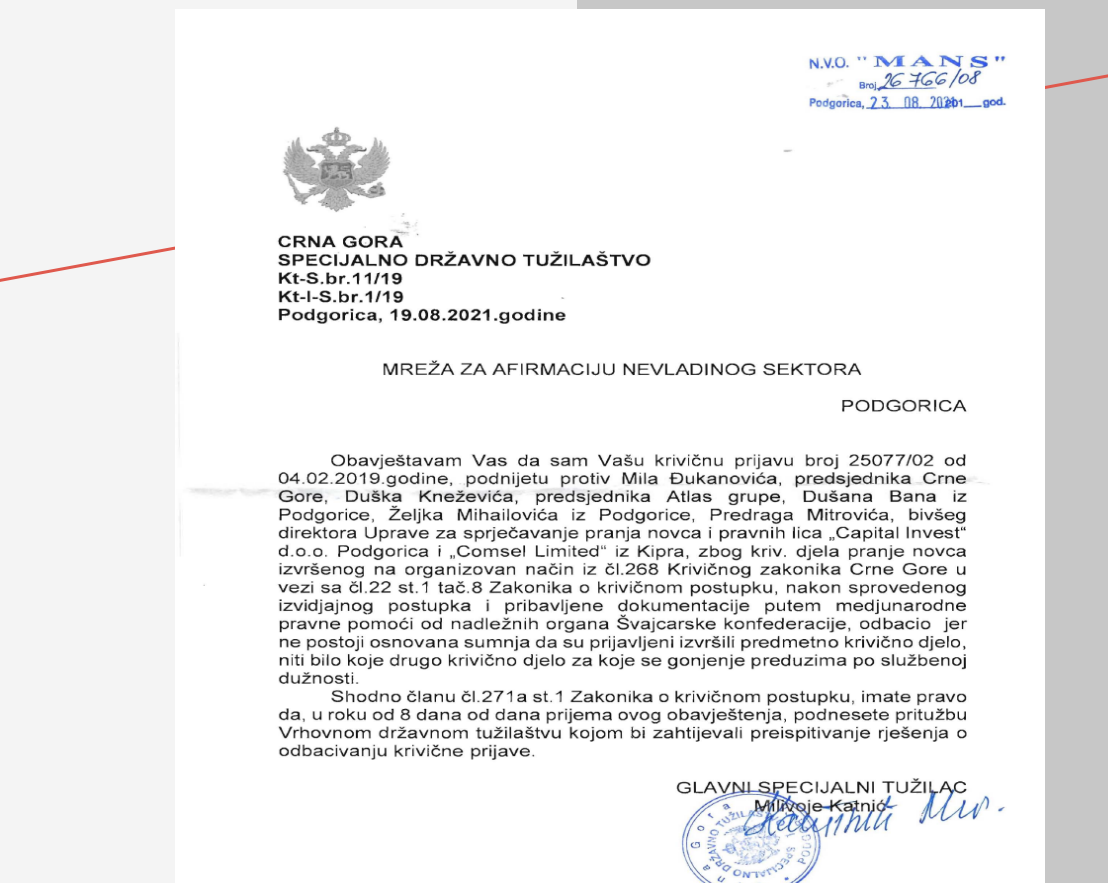 N.V.O. "MANS"
Broj 26766/08
Podgorica, 23. 08. 2021 god.
CRNA GORA
SPECIJALNO DRŽAVNO TUŽILAŠTVO
Kt-S.br.11/19
Kt-I-S.br.1/19
Podgorica, 19.08.2021.godine
MREŽA ZA AFIRMACIJU NEVLADINOG SEKTORA
PODGORICA
Obavještavam Vas da sam Vašu krivičnu prijavu broj 25077/02 od
04.02.2019.godine, podnijetu protiv Mila Đukanovića, predsjednika Crne
Gore, Duška Kneževića, predsjednika Atlas grupe, Dušana Bana iz
Podgorice, Željka Mihailovića iz Podgorice, Predraga Mitrovića, bivšeg
direktora Uprave za sprječavanje pranja novca i pravnih lica „Capital Invest“
d.o.o. Podgorica i „Comsel Limited“ iz Kipra, zbog kriv. djela pranje novca
izvršenog na organizovan način iz čl.268 Krivičnog zakonika Crne Gore u
vezi sa čl.22 st.1 tač.8 Zakonika o krivičnom postupku, nakon sprovedenog
izvidjajnog postupka i pribavljene dokumentacije putem medjunarodne
pravne pomoći od nadležnih organa Švajcarske konfederacije, odbacio jer
ne postoji osnovana sumnja da su prijavljeni izvršili predmetno krivično djelo,
niti bilo koje drugo krivično djelo za koje se gonjenje preduzima po službenoj
dužnosti.
Shodno članu čl.271a st.1 Zakonika o krivičnom postupku, imate pravo
da, u roku od 8 dana od dana prijema ovog obavještenja, podnesete pritužbu
Vrhovnom državnom tužilaštvu kojom bi zahtijevali preispitivanje rješenja o
odbacivanju krivične prijave.
GLAVNI SPECIJALNI TUŽILAC
Milivoje Katnić